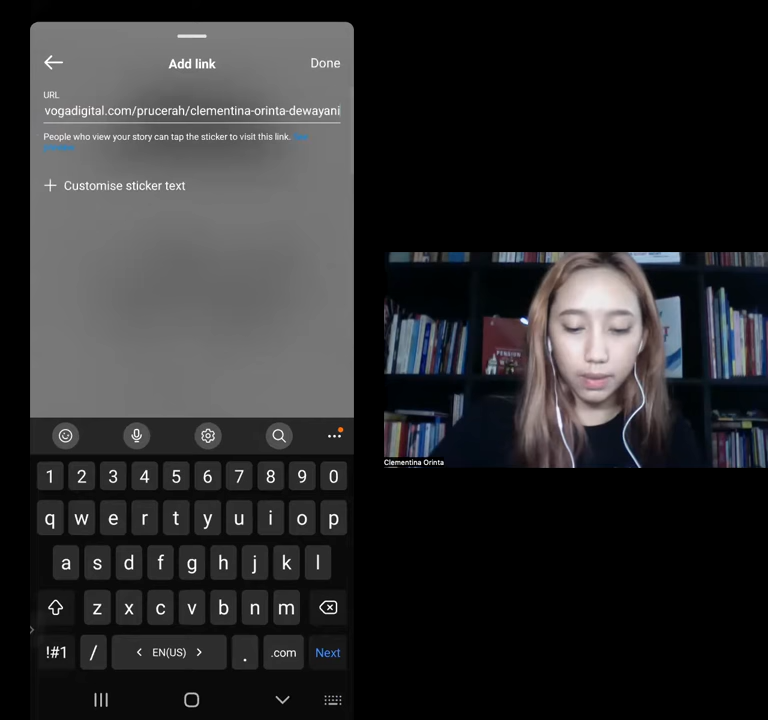 Add link
Done
URL
vogadigital.com/prucerah/clementina-orinta-dewayani
People who view your story can tap the sticker to visit this link.
+ Customise sticker text
1 2 3 4 5 6 7 8 9 0
q w e r t y u i o p
a s d f g h j k l
z x c v b n m
!#1 / < EN(US) > . .com Next
PENSION
Clementina Orinta